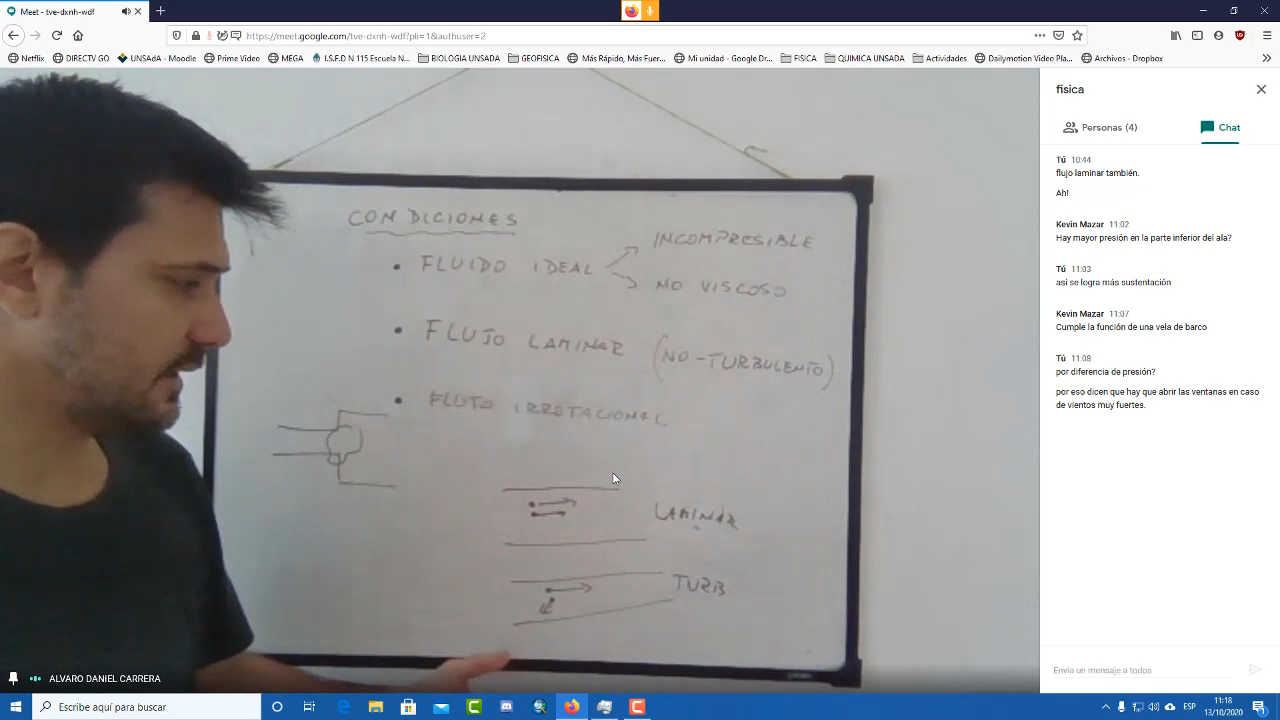 Meet - tve-dxnh-wdf
https://meet.google.com/tve-dxnh-wdf?pli=1&authuser=2
Netflix DIRECTV GO UNSAdA - Moodle Prime Video MEGA I.S.F.D N 115 Escuela N... BIOLOGIA UNSADA GEOFISICA Más Rápido, Más Fuer... Mi unidad - Google Dr... FISICA QUIMICA UNSADA Actividades Dailymotion Video Pla... Archivos - Dropbox
CONDICIONES
• FLUIDO IDEAL
INCOMPRESIBLE
NO VISCOSO
• FLUJO LAMINAR (NO-TURBULENTO)
• FLUJO IRROTACIONAL
LAMINAR
TURB
ALVARO DANIEL CARRERA
fisica
Personas (4) Chat
Tú 10:44
flujo laminar también.
Ah!
Kevin Mazar 11:02
Hay mayor presión en la parte inferior del ala?
Tú 11:03
asi se logra más sustentación
Kevin Mazar 11:07
Cumple la función de una vela de barco
Tú 11:08
por diferencia de presión?
por eso dicen que hay que abrir las ventanas en caso
de vientos muy fuertes.
Envía un mensaje a todos
Escribe aquí para buscar
ESP
11:18
13/10/2020